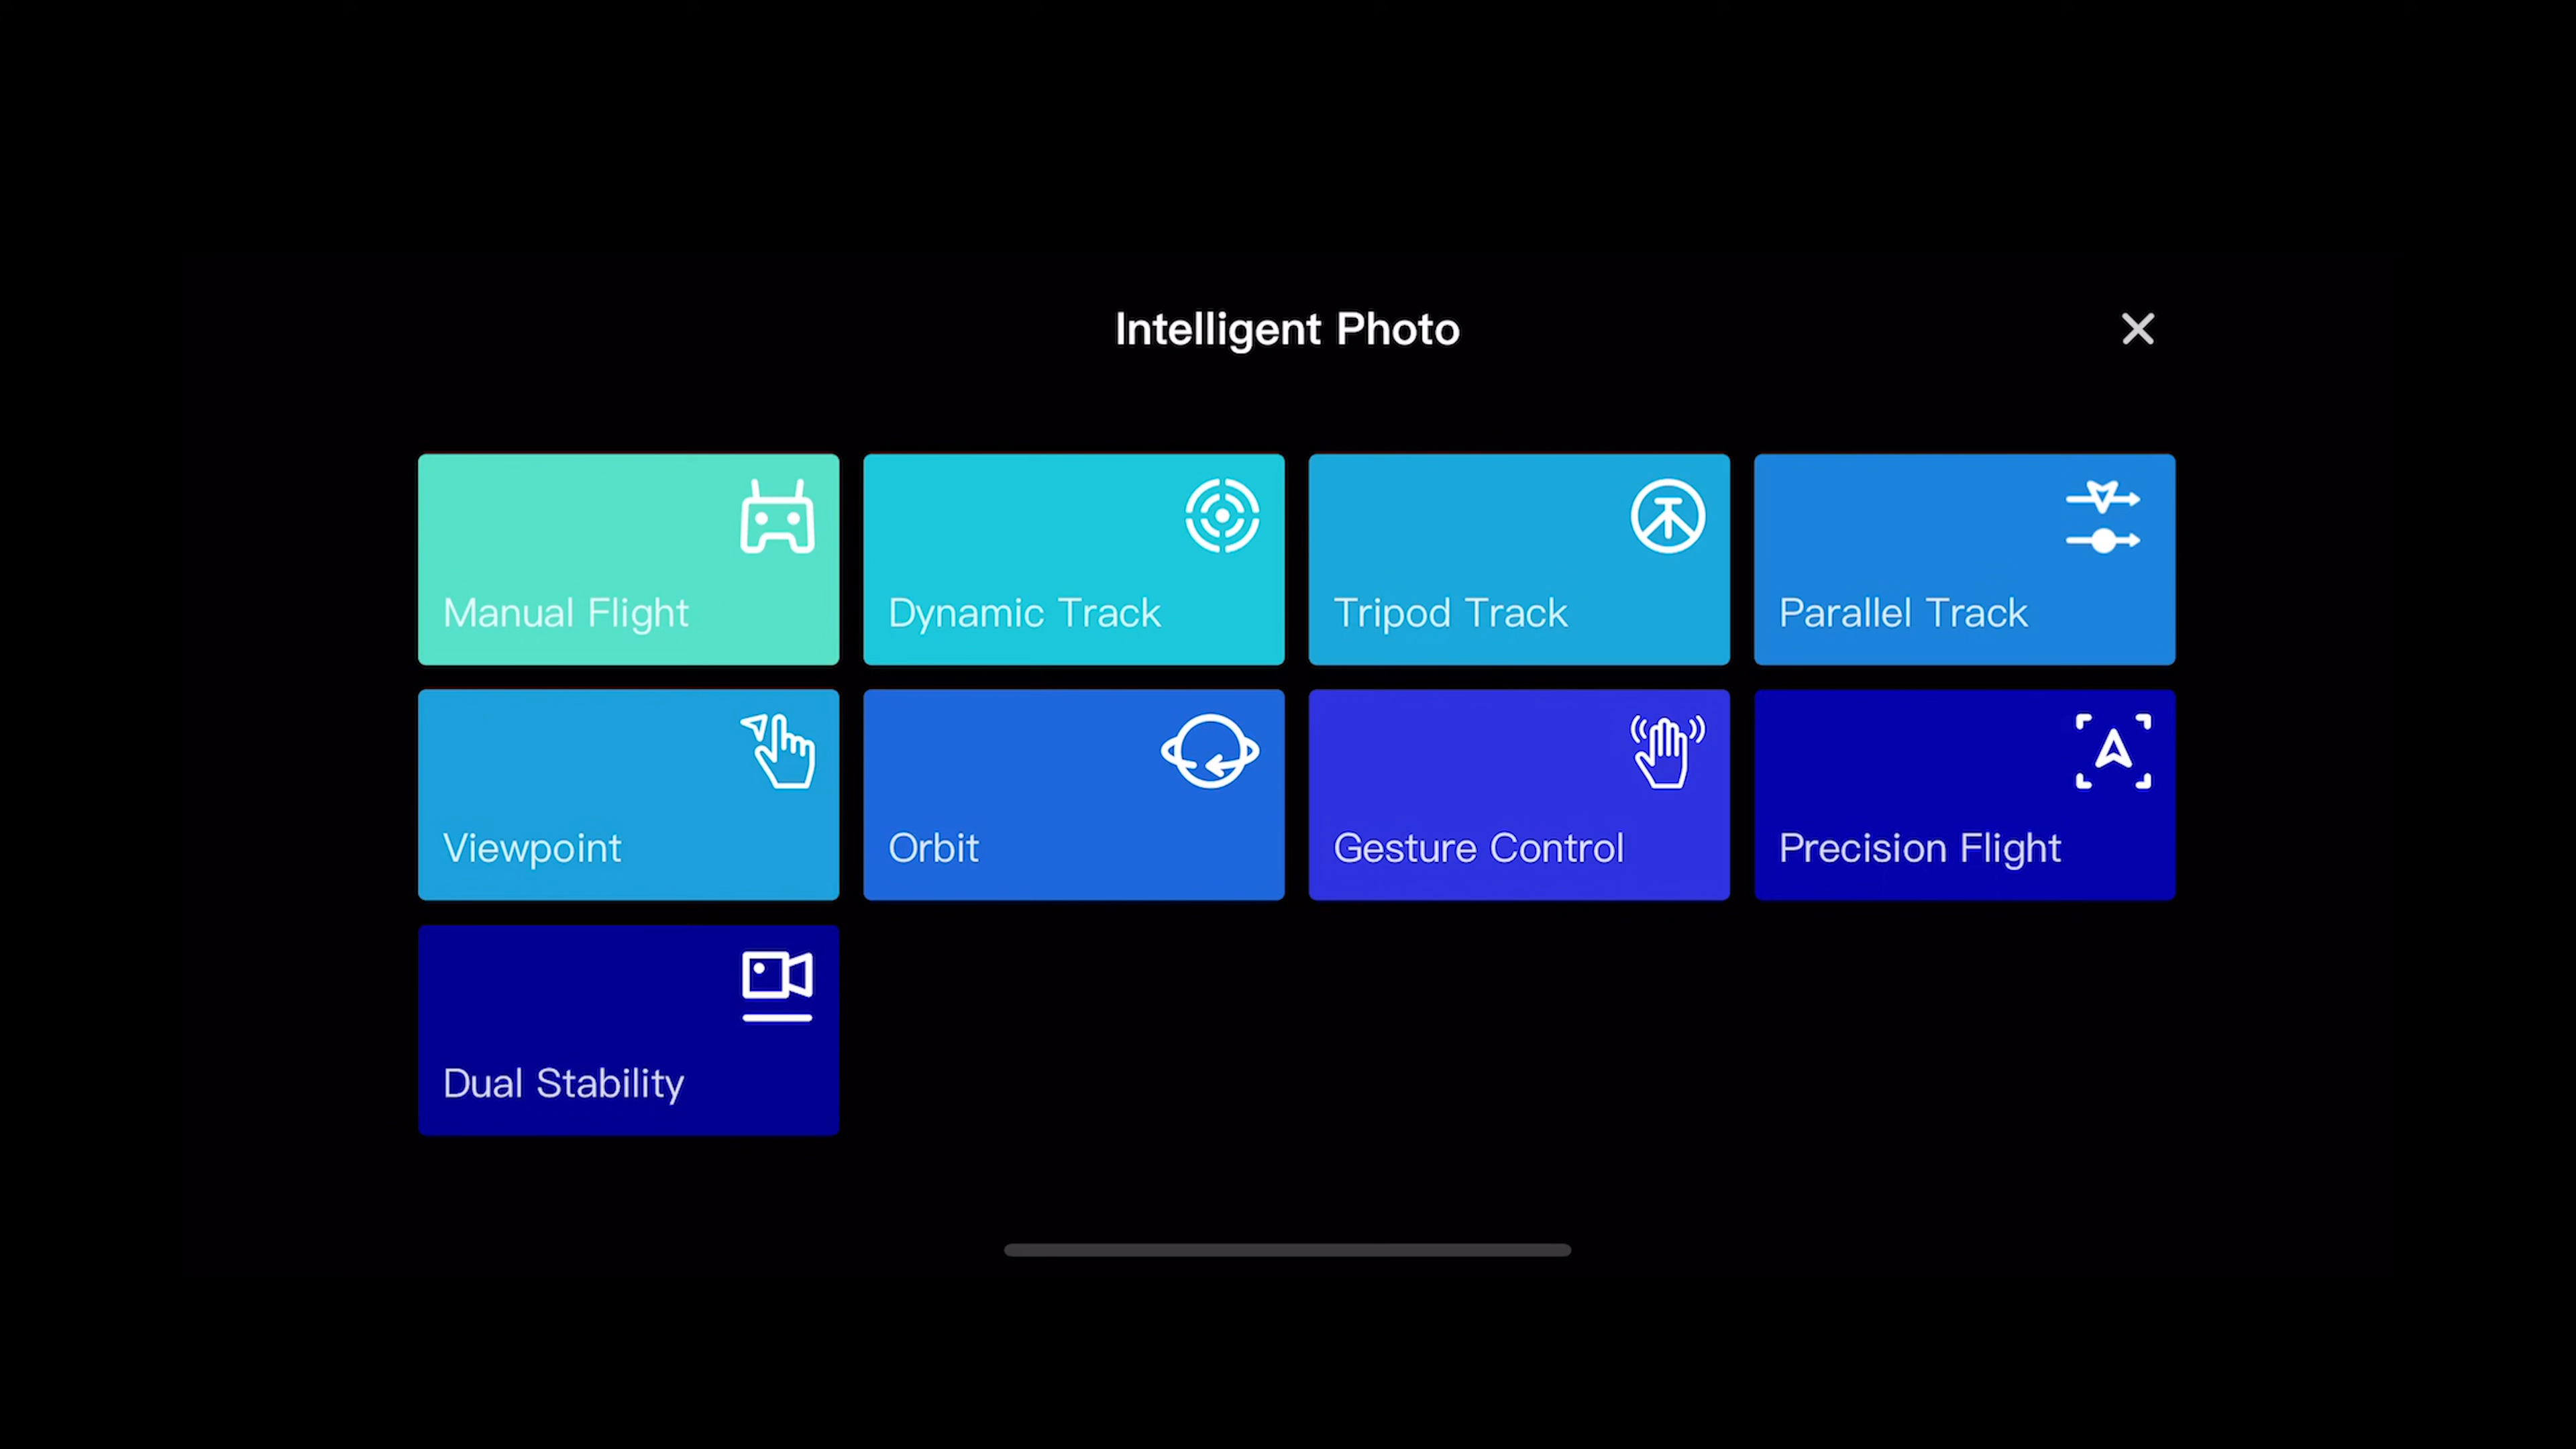 Intelligent Photo
Manual Flight
Dynamic Track
Tripod Track
Parallel Track
Viewpoint
Orbit
Gesture Control
Precision Flight
Dual Stability